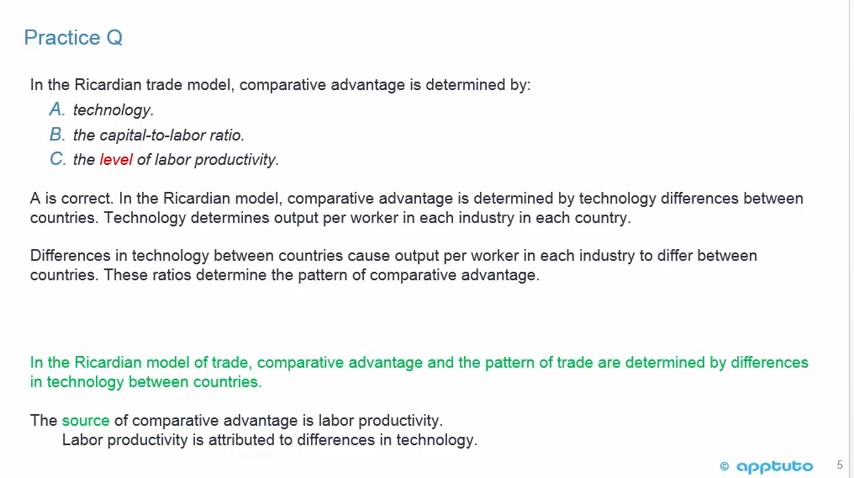 Practice Q
In the Ricardian trade model, comparative advantage is determined by:
A. technology.
B. the capital-to-labor ratio.
C. the level of labor productivity.
A is correct. In the Ricardian model, comparative advantage is determined by technology differences between
countries. Technology determines output per worker in each industry in each country.
Differences in technology between countries cause output per worker in each industry to differ between
countries. These ratios determine the pattern of comparative advantage.
In the Ricardian model of trade, comparative advantage and the pattern of trade are determined by differences
in technology between countries.
The source of comparative advantage is labor productivity.
Labor productivity is attributed to differences in technology.
© apptuto 5